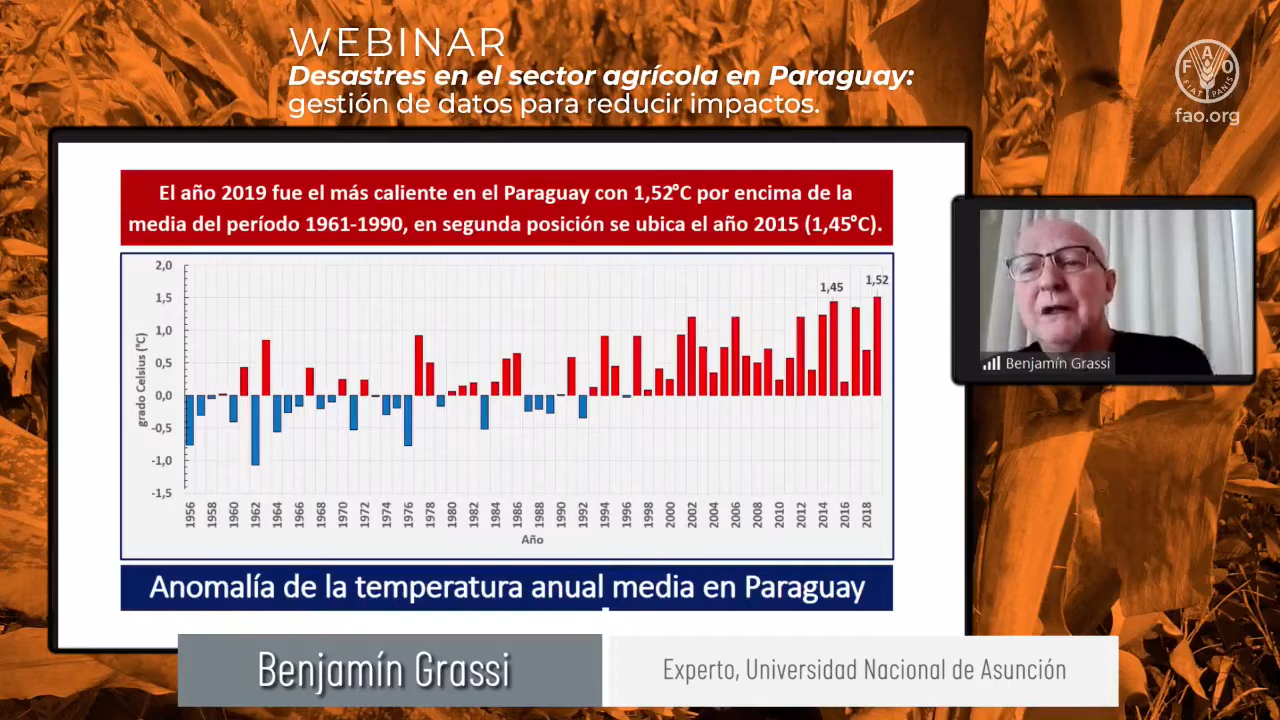 WEBINAR
Desastres en el sector agrícola en Paraguay:
gestión de datos para reducir impactos.
F A O
FIAT PANIS
fao.org
El año 2019 fue el más caliente en el Paraguay con 1,52°C por encima de la
media del período 1961-1990, en segunda posición se ubica el año 2015 (1,45°C).
grado Celsius (°C)
2,0
1,5
1,0
0,5
0,0
-0,5
-1,0
-1,5
1,45
1,52
1956 1958 1960 1962 1964 1966 1968 1970 1972 1974 1976 1978 1980 1982 1984 1986 1988 1990 1992 1994 1996 1998 2000 2002 2004 2006 2008 2010 2012 2014 2016 2018
Año
Anomalía de la temperatura anual media en Paraguay
Benjamín Grassi
Benjamín Grassi
Experto, Universidad Nacional de Asunción